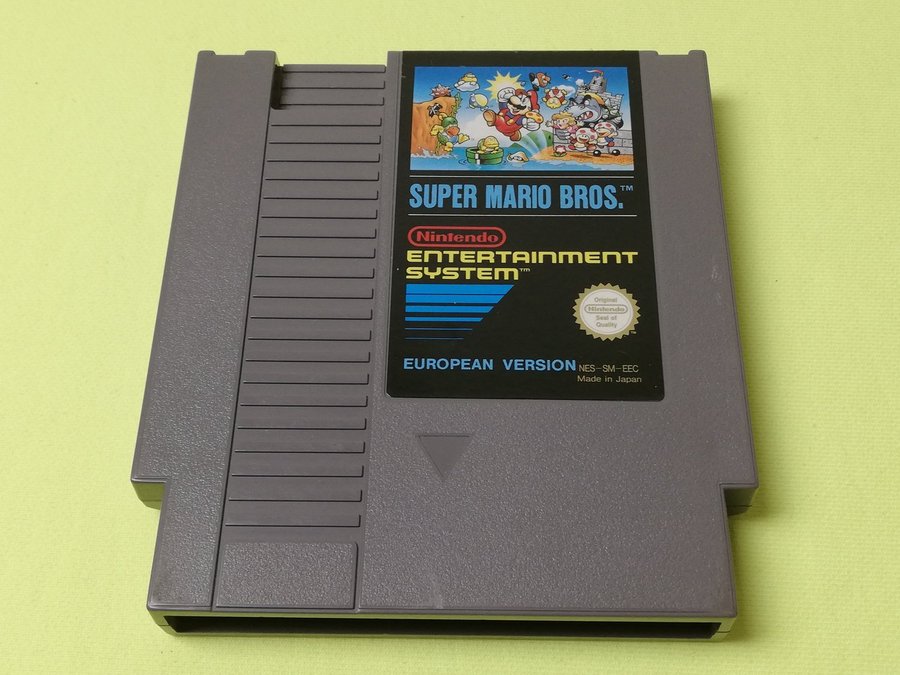 SUPER MARIO BROS.™
Nintendo
ENTERTAINMENT
SYSTEM™
Original
Nintendo
Seal of
Quality
EUROPEAN VERSION NES-SM-EEC
Made in Japan